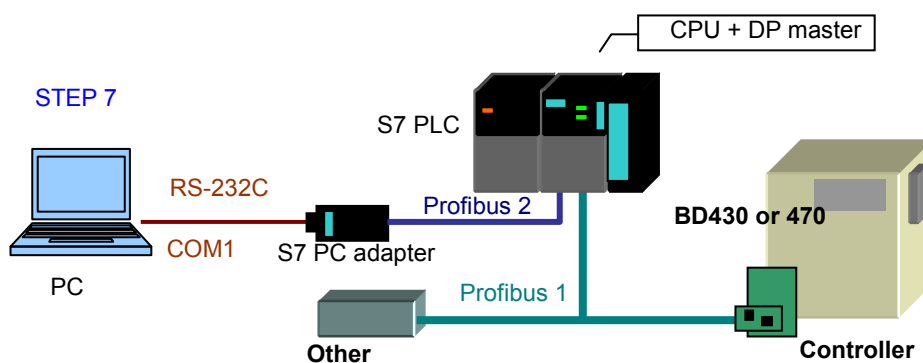 CPU + DP master
STEP 7
S7 PLC
RS-232C
Profibus 2
BD430 or 470
COM1
S7 PC adapter
PC
Profibus 1
Other
Controller